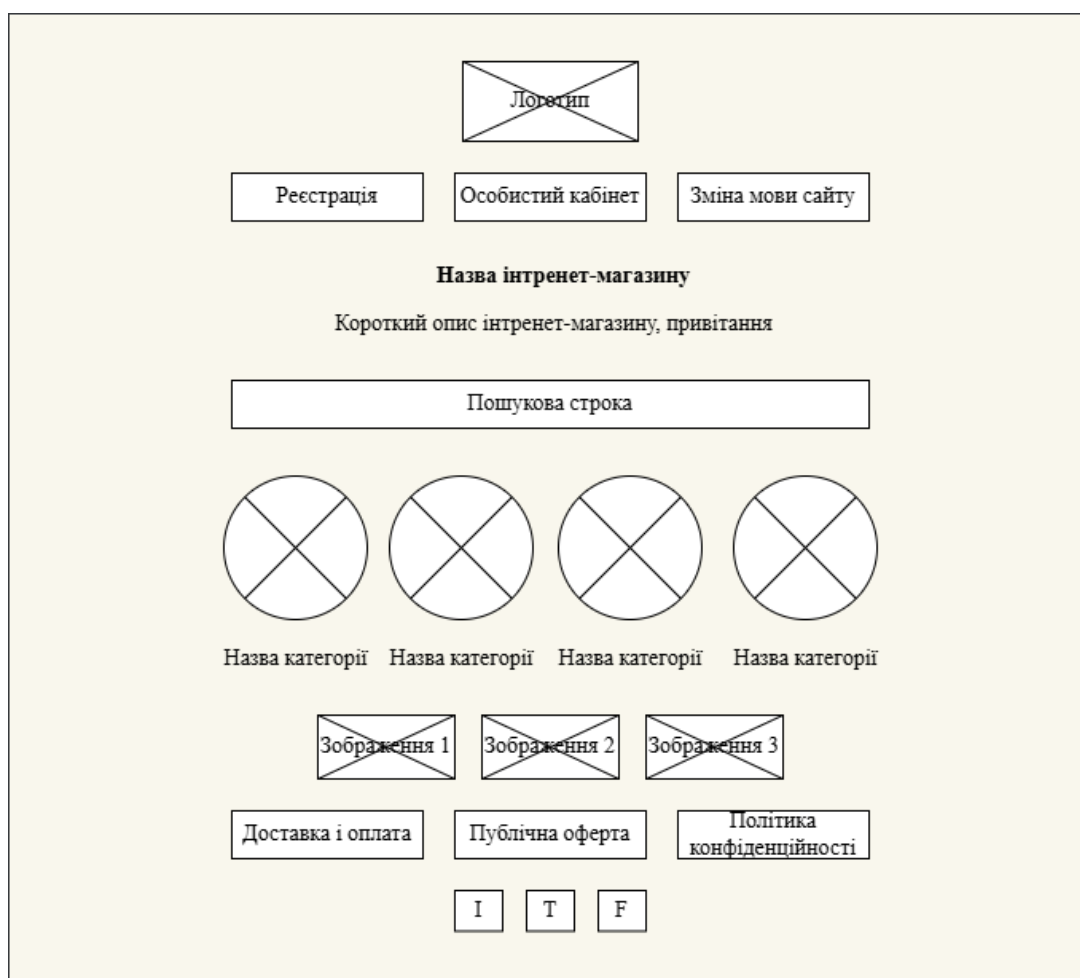 Логотип
Реєстрація
Особистий кабінет
Зміна мови сайту
Назва інтренет-магазину
Короткий опис інтренет-магазину, привітання
Пошукова строка
Назва категорії
Назва категорії
Назва категорії
Назва категорії
Зображення 1
Зображення 2
Зображення 3
Доставка і оплата
Публічна оферта
Політика
конфіденційності
I
T
F